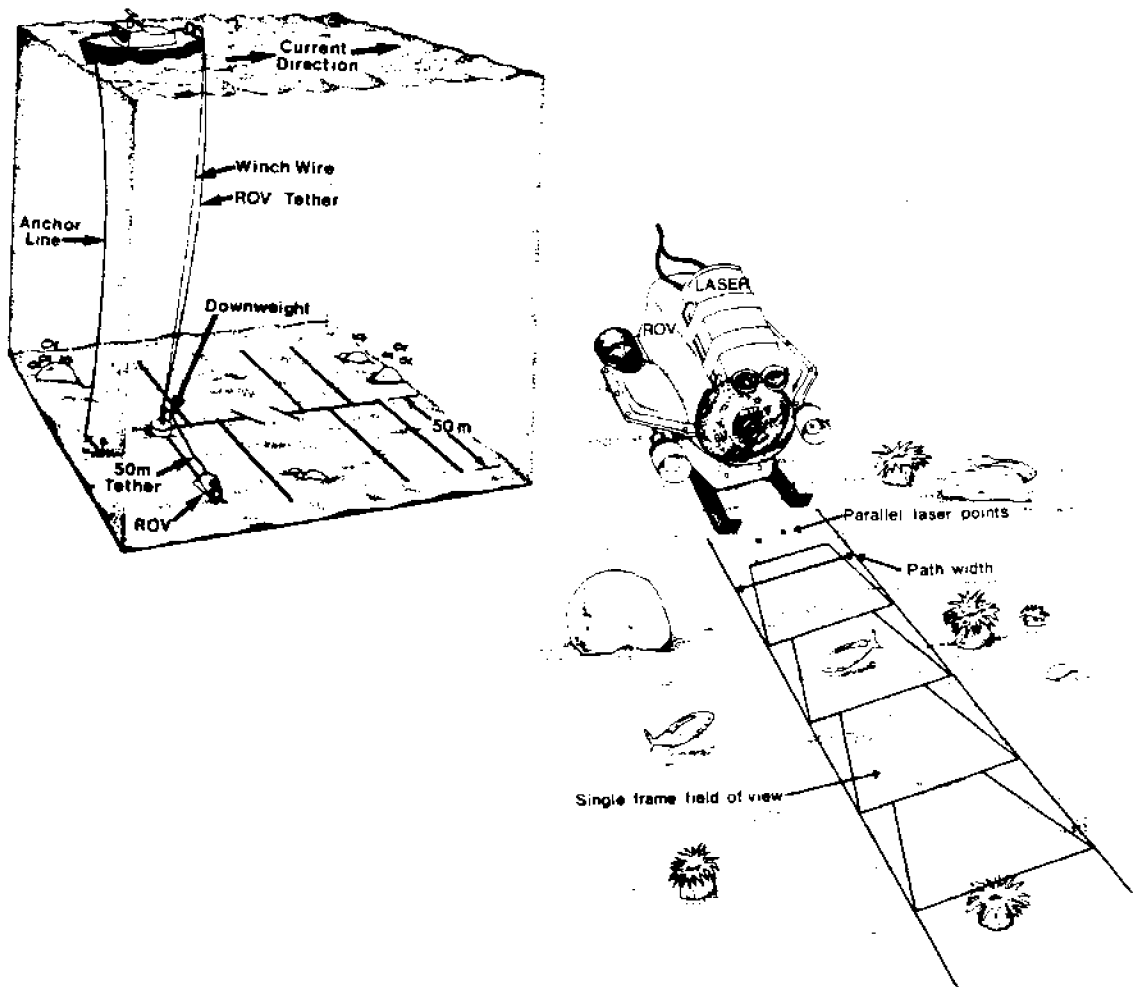 Current
Direction
Winch Wire
ROV Tether
Anchor
Line
Downweight
50m
50m
Tether
ROV
LASER
ROV
Parallel laser points
Path width
Single frame field of view